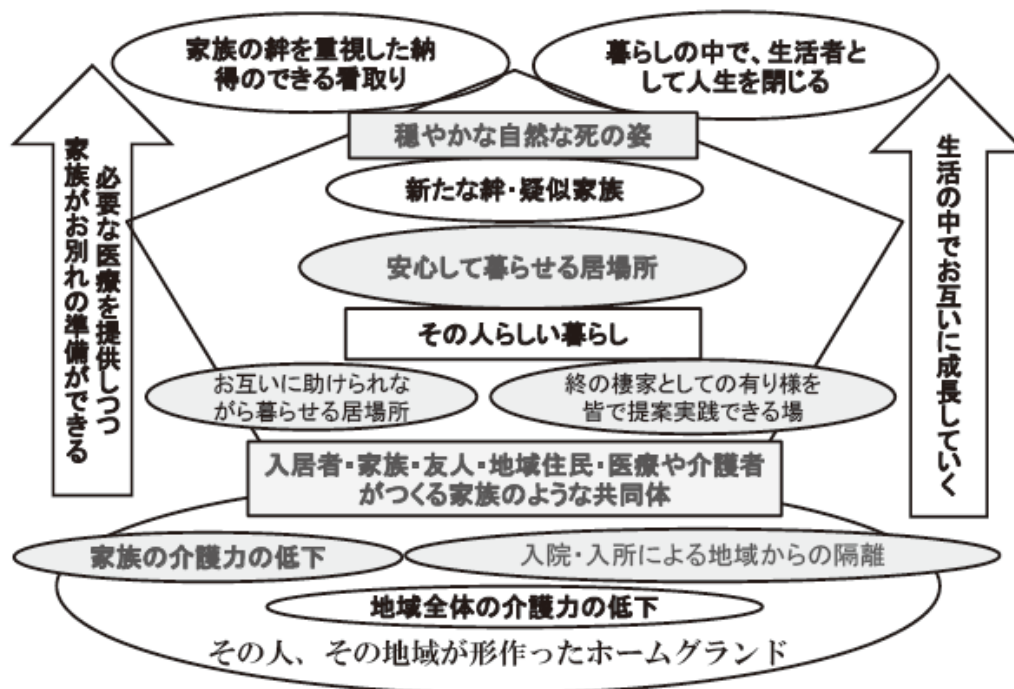 家族の絆を重視した納
得のできる看取り
暮らしの中で、生活者と
して人生を閉じる
穏やかな自然な死の姿
新たな絆・疑似家族
安心して暮らせる居場所
その人らしい暮らし
お互いに助けられな
がら暮らせる居場所
終の棲家としての有り様を
皆で提案実践できる場
入居者・家族・友人・地域住民・医療や介護者
がつくる家族のような共同体
必要な医療を提供しつつ
家族がお別れの準備ができる
生活の中でお互いに成長していく
家族の介護力の低下
入院・入所による地域からの隔離
地域全体の介護力の低下
その人、その地域が形作ったホームグランド